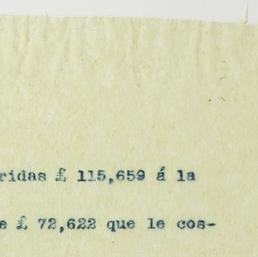 ridas £ 115,659 á la
e £ 72,622 que le cos-